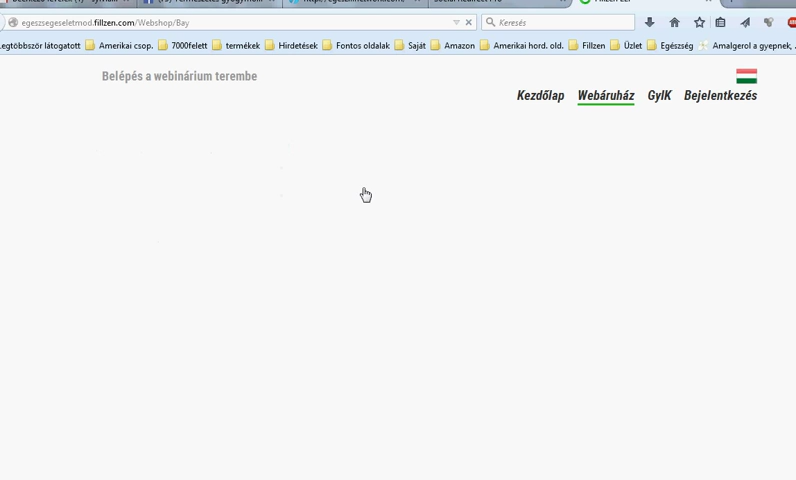 egeszsegeseletmod.fillzen.com/Webshop/Bay
Keresés
Legtöbbször látogatott Amerikai csop. 7000felett termékek Hirdetések Fontos oldalak Saját Amazon Amerikai hord. old. Fillzen Üzlet Egészség Amalgerol a gyepnek,
Belépés a webinárium terembe
Kezdőlap Webáruház GyIK Bejelentkezés